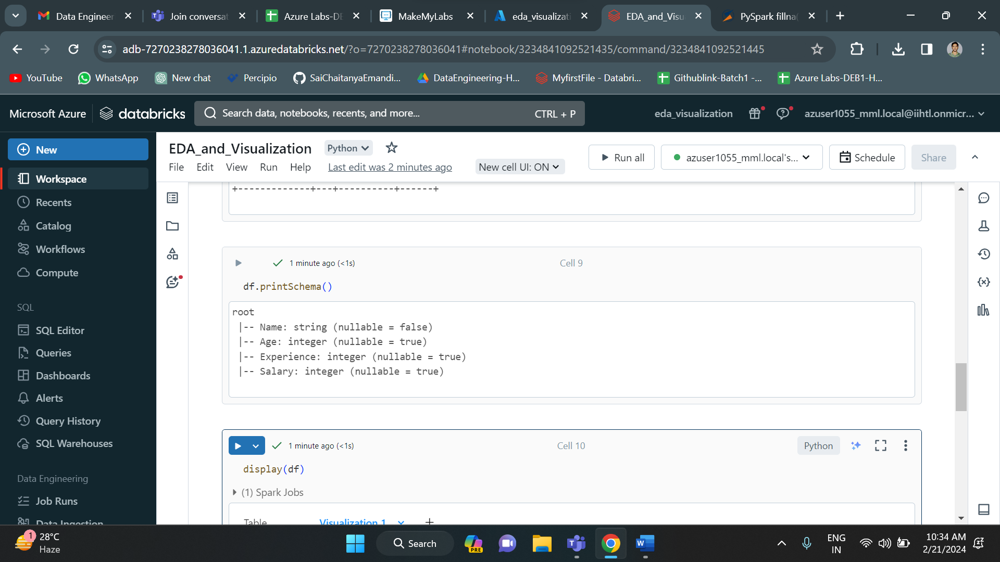 Data Engineer
Join conversat
Azure Labs-DE
MakeMyLabs
eda_visualizati
EDA_and_Visu
PySpark fillna(
adb-7270238278036041.1.azuredatabricks.net/?o=7270238278036041#notebook/3234841092521435/command/3234841092521445
YouTube
WhatsApp
New chat
Percipio
SaiChaitanyaEmandi...
DataEngineering-H...
MyfirstFile - Databri...
Githublink-Batch1 -...
Azure Labs-DEB1-H...
Microsoft Azure
databricks
Search data, notebooks, recents, and more...
CTRL + P
eda_visualization
azuser1055_mml.local@iihtl.onmicr...
New
Workspace
Recents
Catalog
Workflows
Compute
SQL
SQL Editor
Queries
Dashboards
Alerts
Query History
SQL Warehouses
Data Engineering
Job Runs
Data Ingestion
EDA_and_Visualization
Python
File Edit View Run Help
Last edit was 2 minutes ago
New cell UI: ON
Run all
azuser1055_mml.local's...
Schedule
Share
+-------------+---+----------+------+
1 minute ago (<1s)
Cell 9
df.printSchema()
root
|-- Name: string (nullable = false)
|-- Age: integer (nullable = true)
|-- Experience: integer (nullable = true)
|-- Salary: integer (nullable = true)
1 minute ago (<1s)
Cell 10
Python
display(df)
(1) Spark Jobs
Table
Visualization 1
+
1
28°C
Haze
Search
PRE
ENG
IN
10:34 AM
2/21/2024